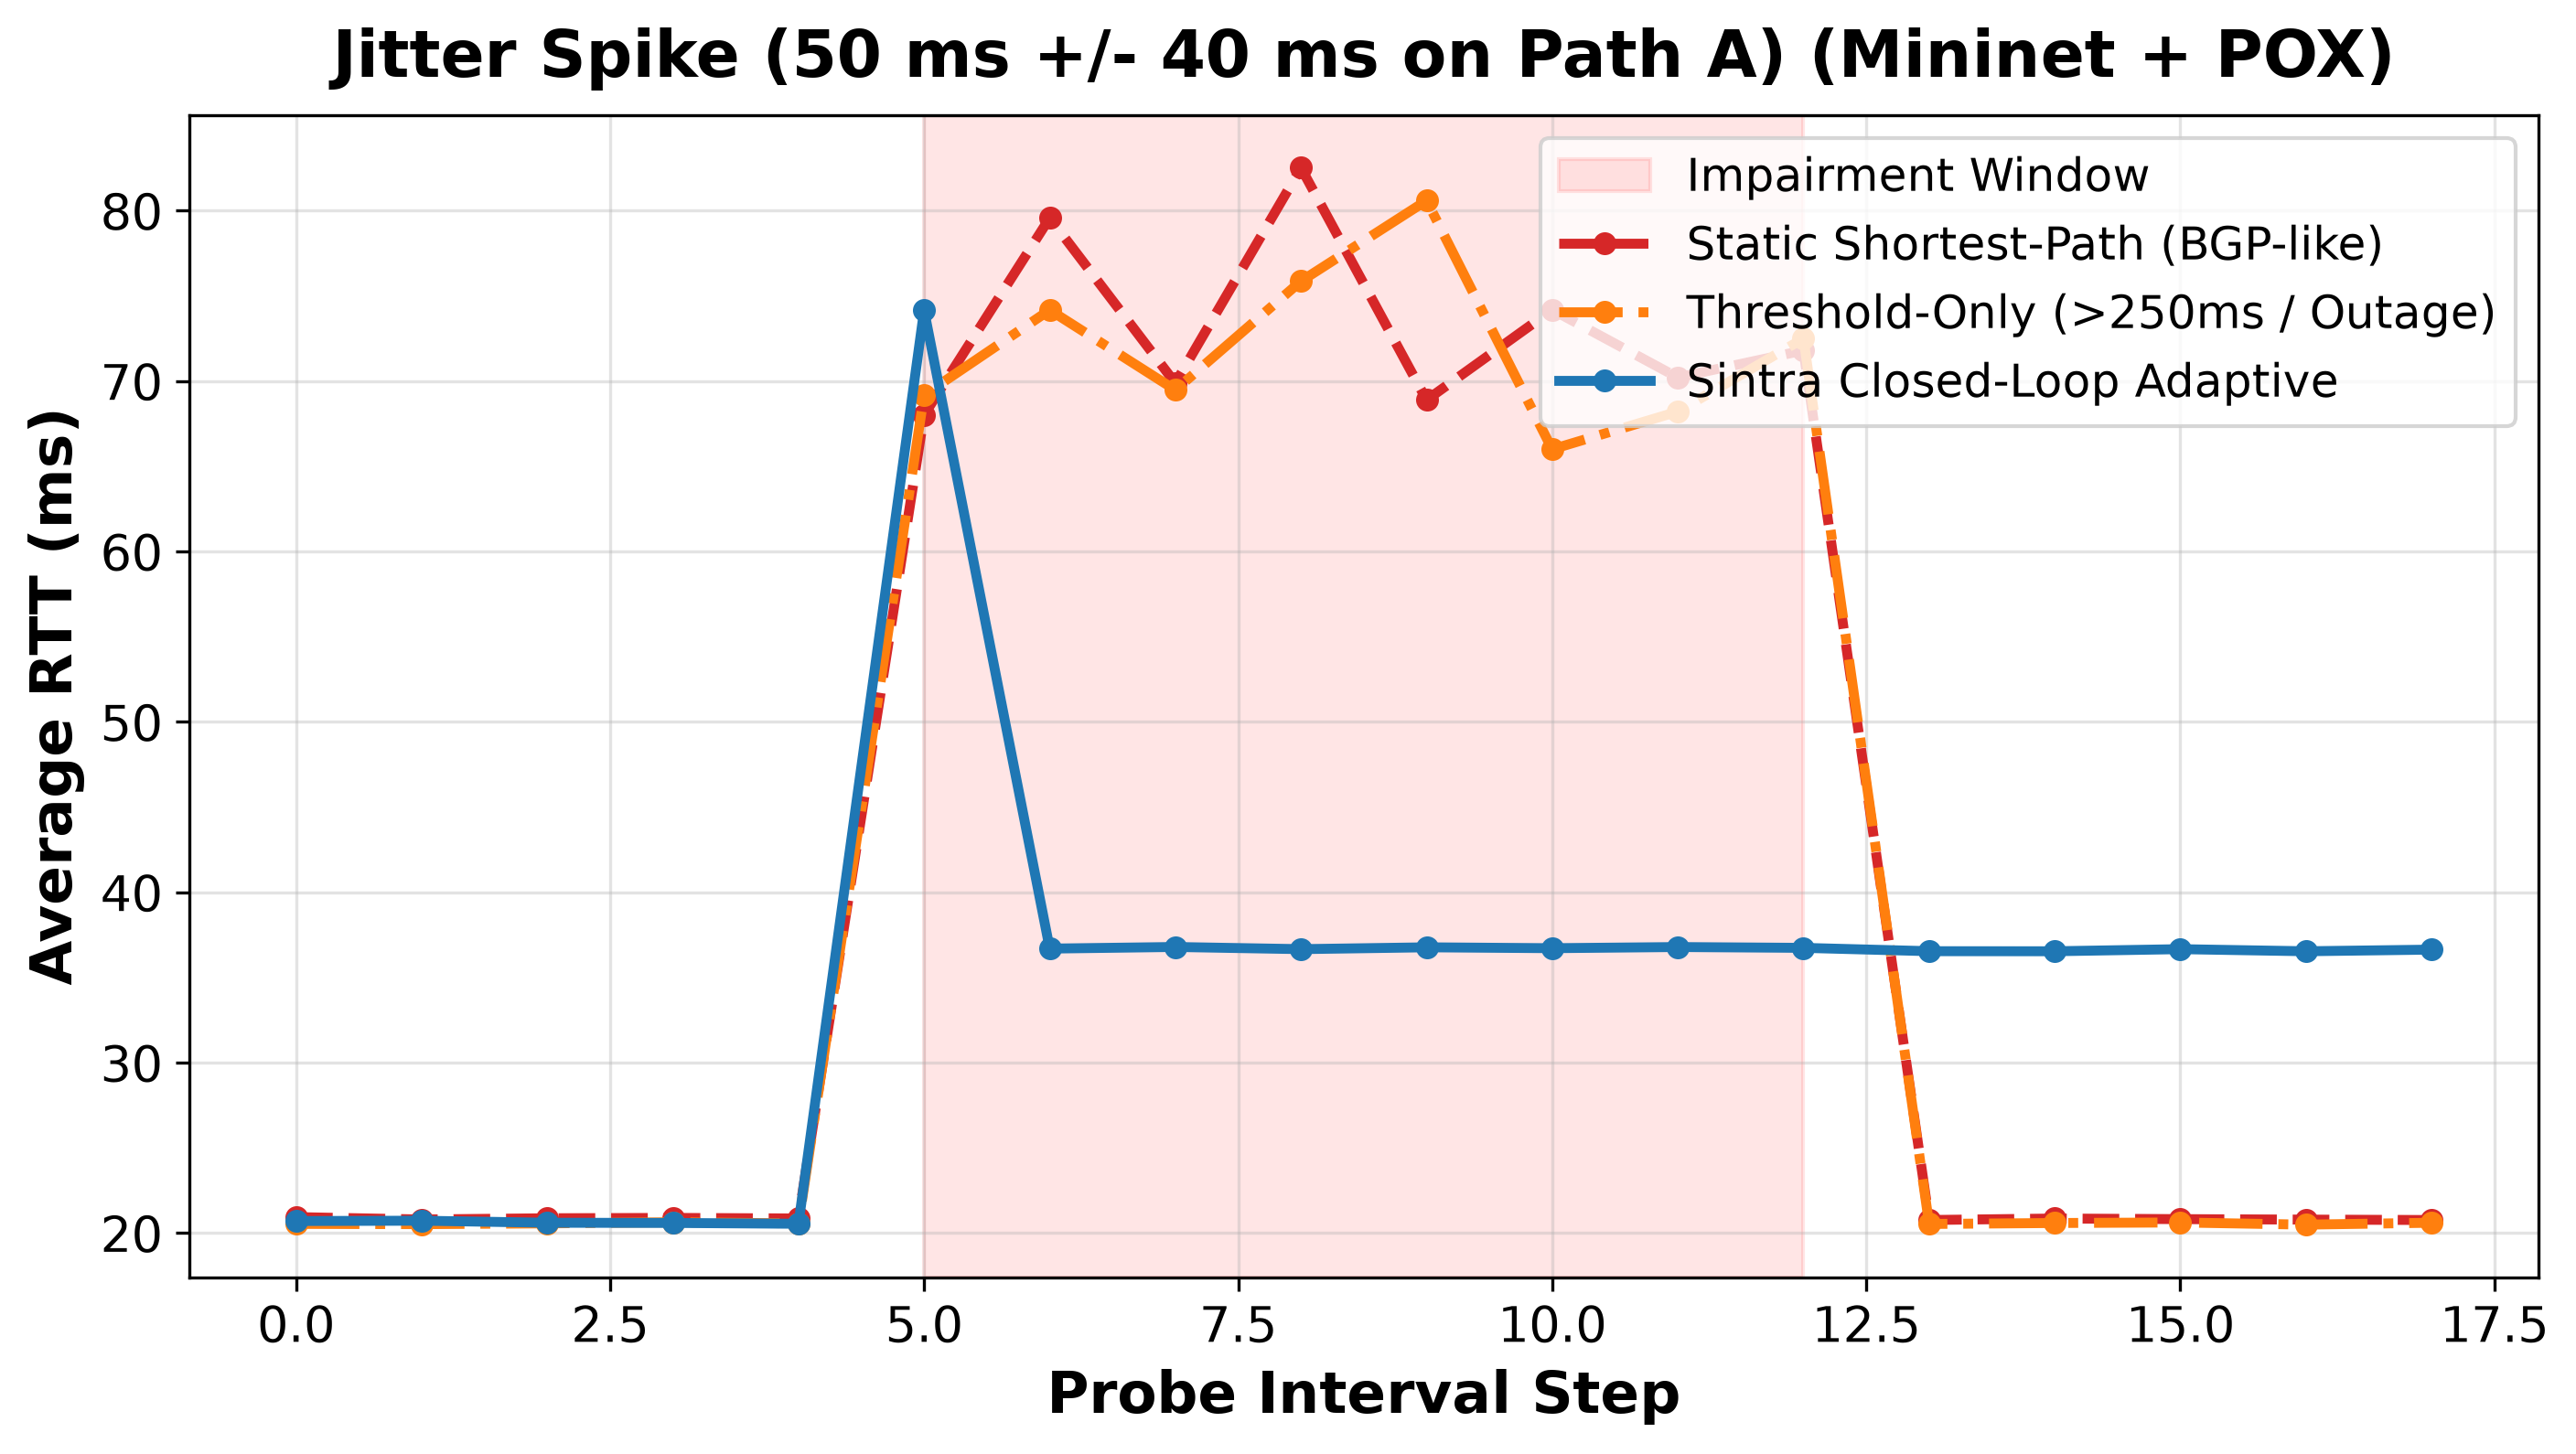 Jitter Spike (50 ms +/- 40 ms on Path A) (Mininet + POX)
Impairment Window
Static Shortest-Path (BGP-like)
Threshold-Only (>250ms / Outage)
Sintra Closed-Loop Adaptive
Average RTT (ms)
80
70
60
50
40
30
20
0.0
2.5
5.0
7.5
10.0
12.5
15.0
17.5
Probe Interval Step